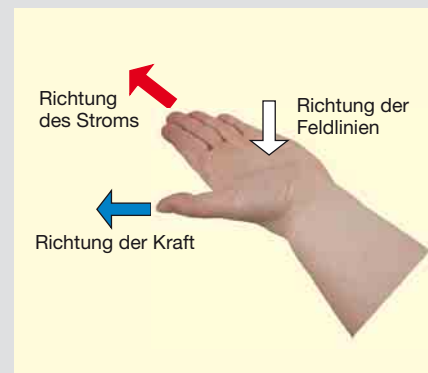 Richtung
des Stroms
Richtung der
Feldlinien
Richtung der Kraft